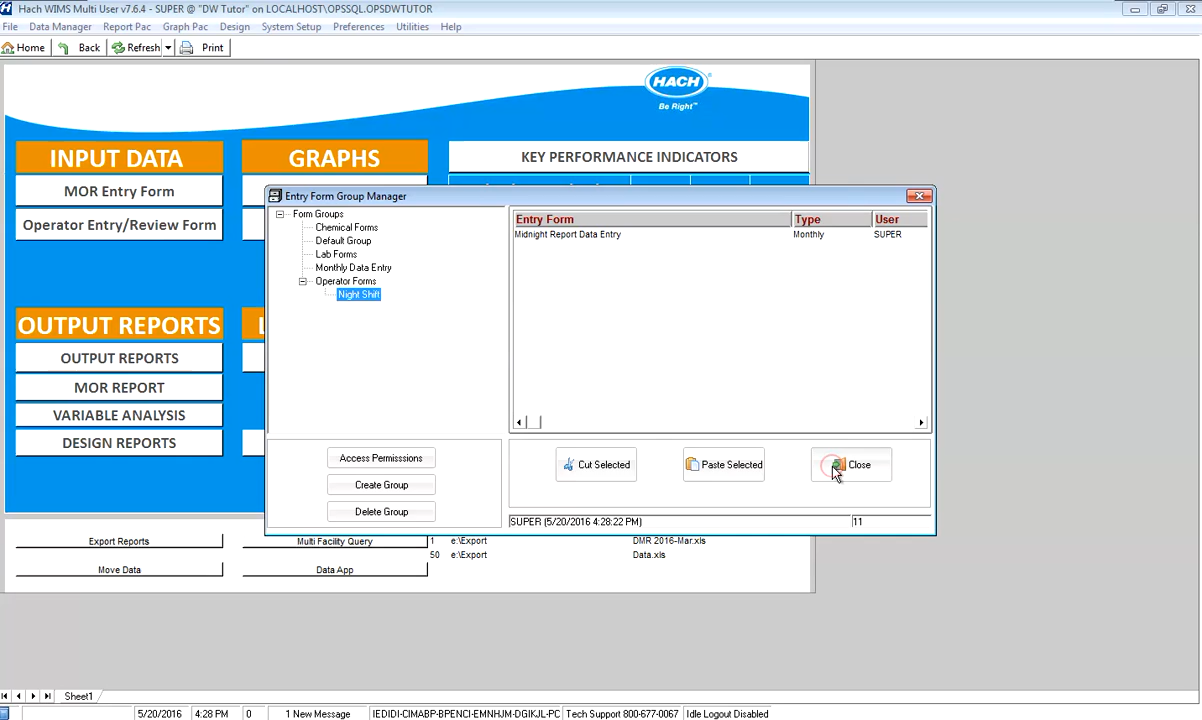 Hach WIMS Multi User v7.6.4 - SUPER @ "DW Tutor" on LOCALHOST\OPSSQL.OPSDWTUTOR
File Data Manager Report Pac Graph Pac Design System Setup Preferences Utilities Help
Home Back Refresh Print
HACH
Be Right™
INPUT DATA GRAPHS KEY PERFORMANCE INDICATORS
MOR Entry Form
Operator Entry/Review Form
OUTPUT REPORTS
OUTPUT REPORTS
MOR REPORT
VARIABLE ANALYSIS
DESIGN REPORTS
Entry Form Group Manager
Form Groups
Chemical Forms
Default Group
Lab Forms
Monthly Data Entry
Operator Forms
Night Shift
Entry Form Type User
Midnight Report Data Entry Monthly SUPER
Access Permisssions
Create Group
Delete Group
Cut Selected Paste Selected Close
SUPER (5/20/2016 4:28:22 PM) 11
Export Reports Multi Facility Query 1 e:\Export DMR 2016-Mar.xls
Move Data Data App 50 e:\Export Data.xls
Sheet1
5/20/2016 4:28 PM 0 1 New Message IEDIDI-CIMABP-BPENCI-EMNHJM-DGIKJL-PC Tech Support 800-677-0067 Idle Logout Disabled